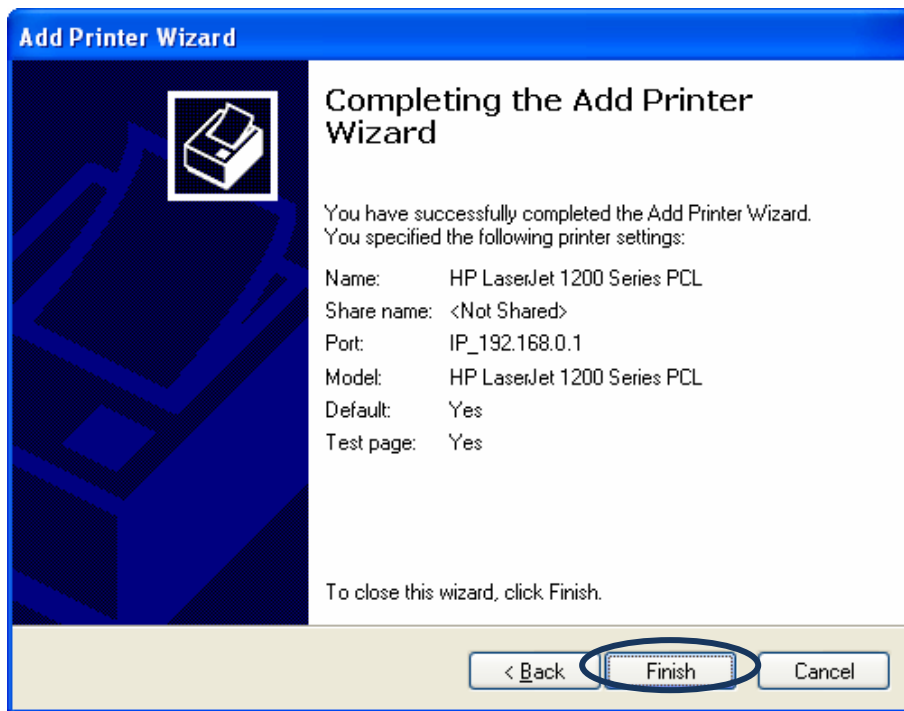 Add Printer Wizard
Completing the Add Printer
Wizard
You have successfully completed the Add Printer Wizard.
You specified the following printer settings:
Name: HP LaserJet 1200 Series PCL
Share name: <Not Shared>
Port: IP_192.168.0.1
Model: HP LaserJet 1200 Series PCL
Default: Yes
Test page: Yes
To close this wizard, click Finish.
< Back Finish Cancel